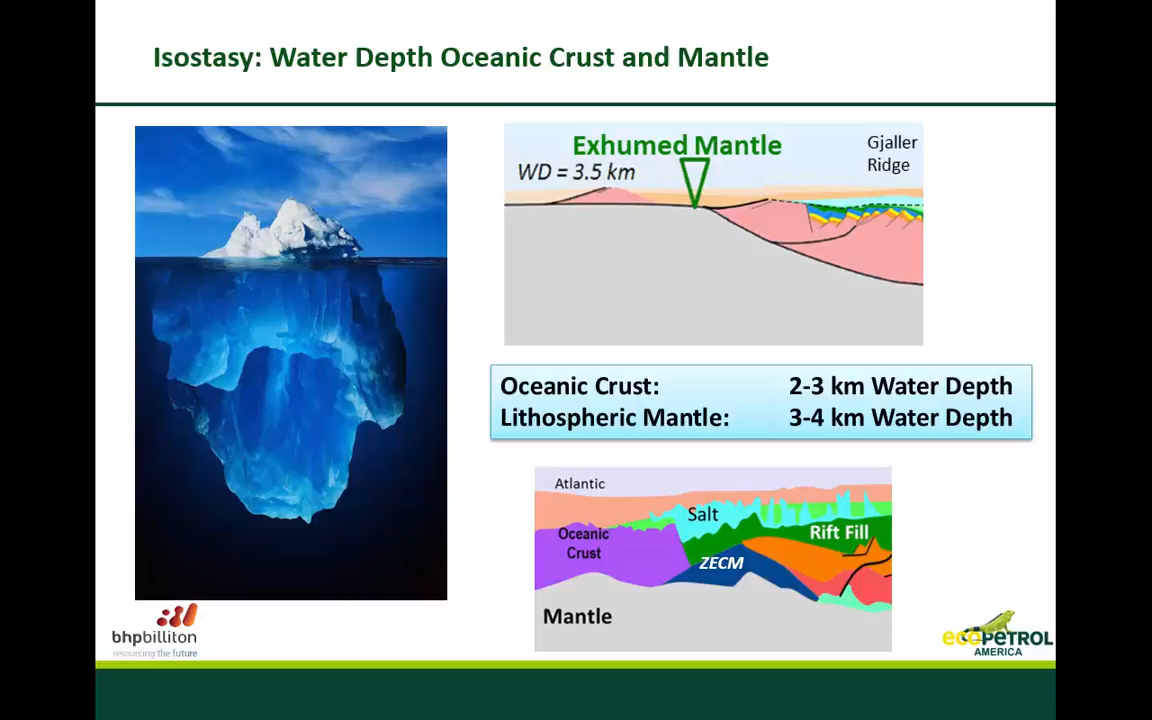 Isostasy: Water Depth Oceanic Crust and Mantle
Exhumed Mantle
WD = 3.5 km
Gjaller
Ridge
Oceanic Crust: 2-3 km Water Depth
Lithospheric Mantle: 3-4 km Water Depth
Atlantic
Salt
Oceanic
Crust
Rift Fill
ZECM
Mantle
bhpbilliton
resourcing the future
ecoPETROL
AMERICA